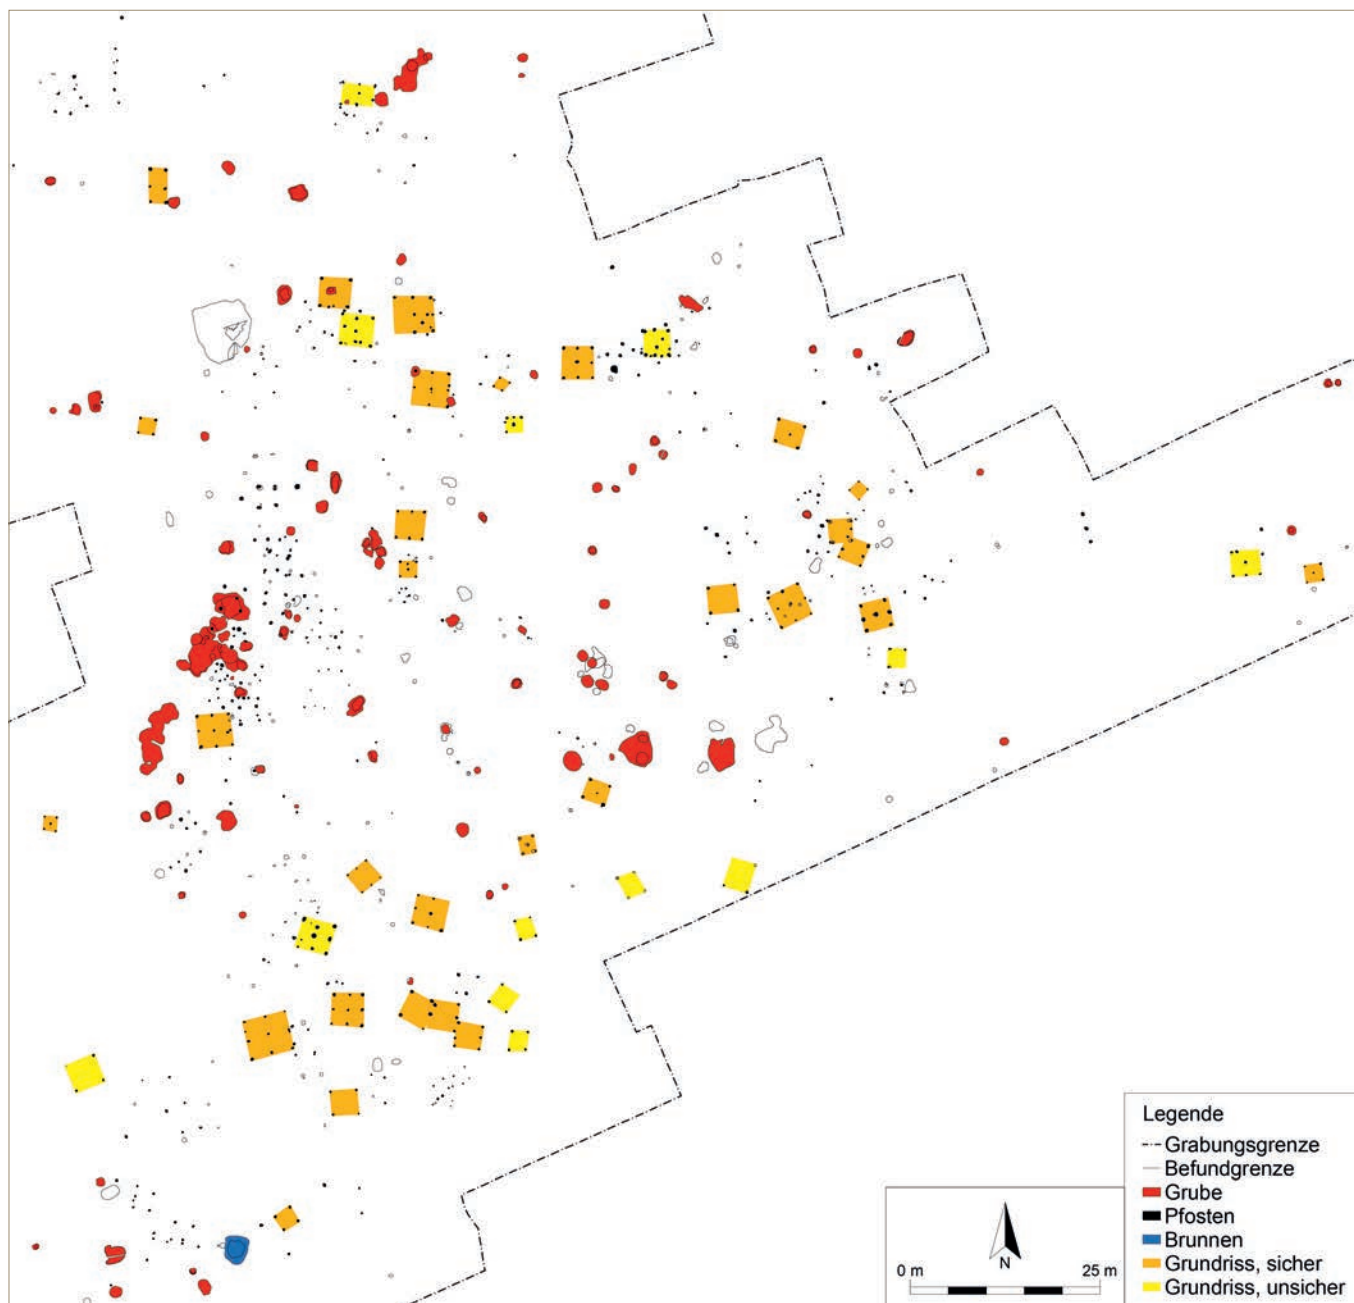 Legende
Grabungsgrenze
Befundgrenze
Grube
Pfosten
Brunnen
Grundriss, sicher
Grundriss, unsicher
N
0 m 25 m